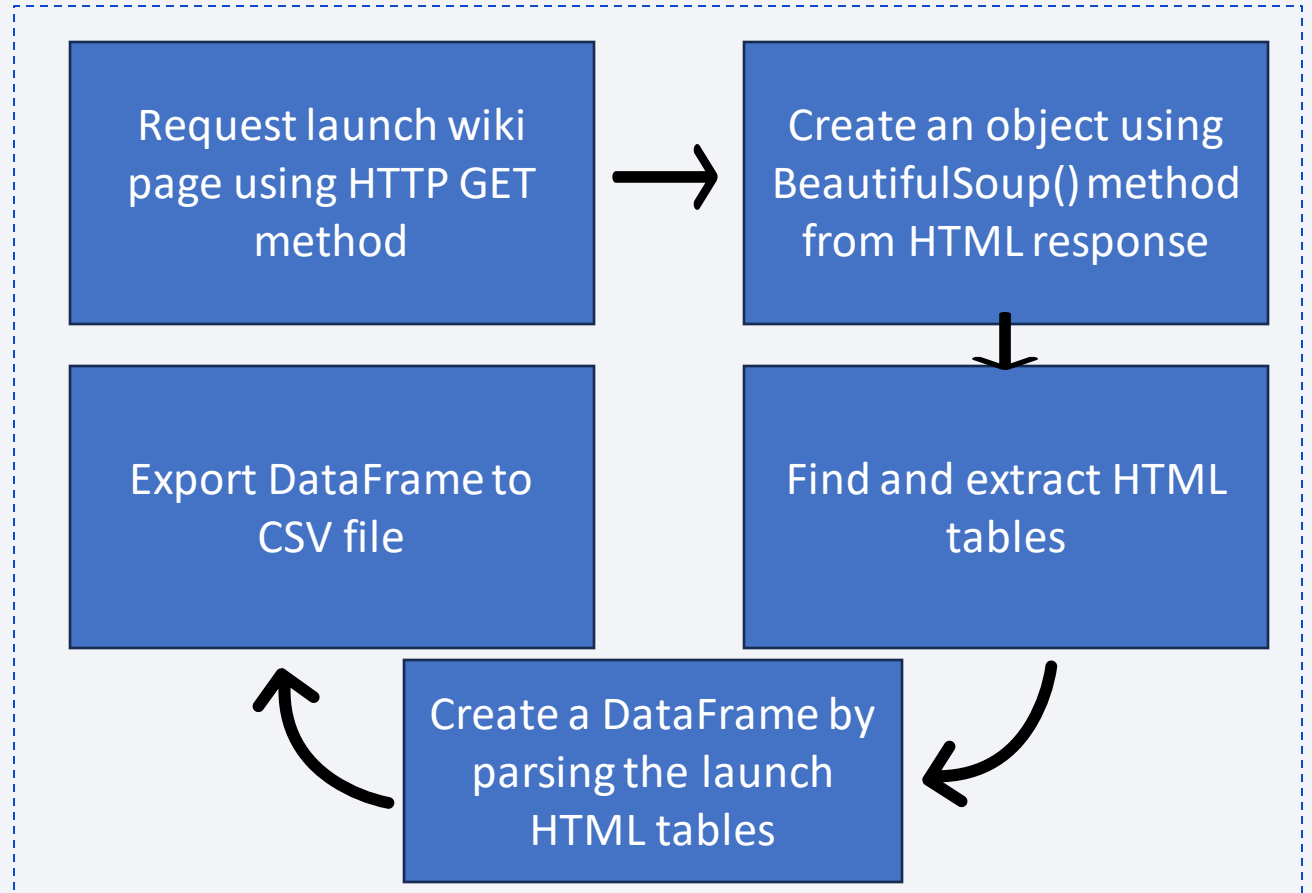 Request launch wiki
page using HTTP GET
method
Create an object using
BeautifulSoup() method
from HTML response
Find and extract HTML
tables
Create a DataFrame by
parsing the launch
HTML tables
Export DataFrame to
CSV file